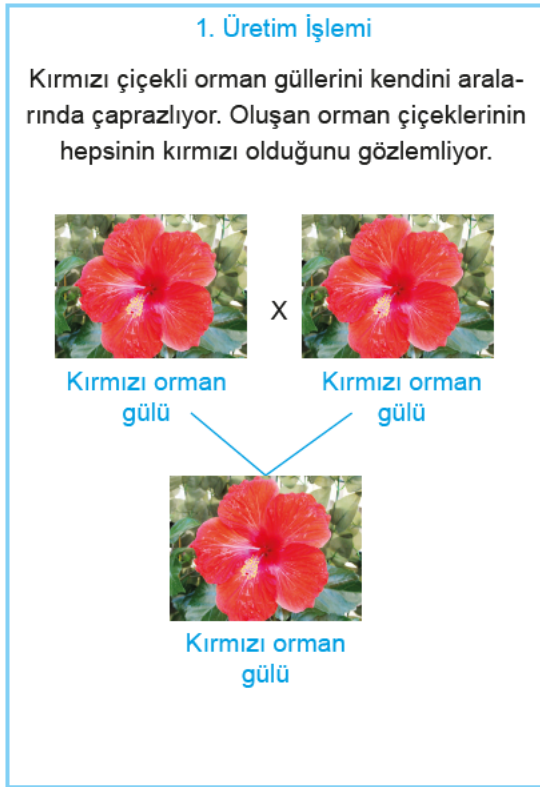 1. Üretim İşlemi
Kırmızı çiçekli orman güllerini kendini arala-
rında çaprazlıyor. Oluşan orman çiçeklerinin
hepsinin kırmızı olduğunu gözlemliyor.
X
Kırmızı orman
gülü
Kırmızı orman
gülü
Kırmızı orman
gülü